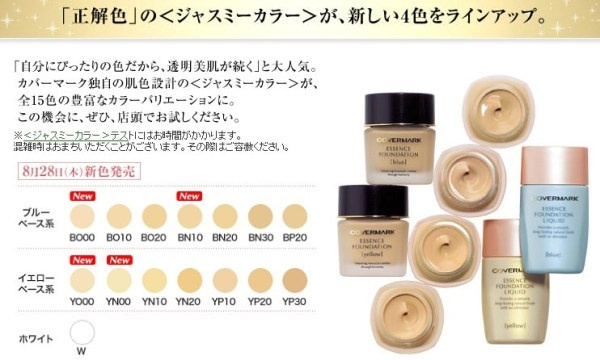 「正解色」の＜ジャスミーカラー＞が、新しい4色をラインアップ。
「自分にぴったりの色だから、透明美肌が続く」と大人気。
カバーマーク独自の肌色設計の＜ジャスミーカラー＞が、
全15色の豊富なカラーバリエーションに。
この機会に、ぜひ、店頭でお試しください。
※＜ジャスミーカラー＞テストにはお時間がかかります。
混雑時はおまちいただくことがございます。その際はご容赦ください。
8月28日(木)新色発売
New New
ブルー
ベース系
BO00 BO10 BO20 BN10 BN20 BN30 BP20
New New
イエロー
ベース系
YO00 YN00 YN10 YN20 YP10 YP20 YP30
ホワイト
W
COVERMARK
ESSENCE
FOUNDATION
[blue]
COVERMARK
ESSENCE
FOUNDATION
[yellow]
COVERMARK
ESSENCE
FOUNDATION
LIQUID
[blue]
COVERMARK
ESSENCE
FOUNDATION
LIQUID
[yellow]